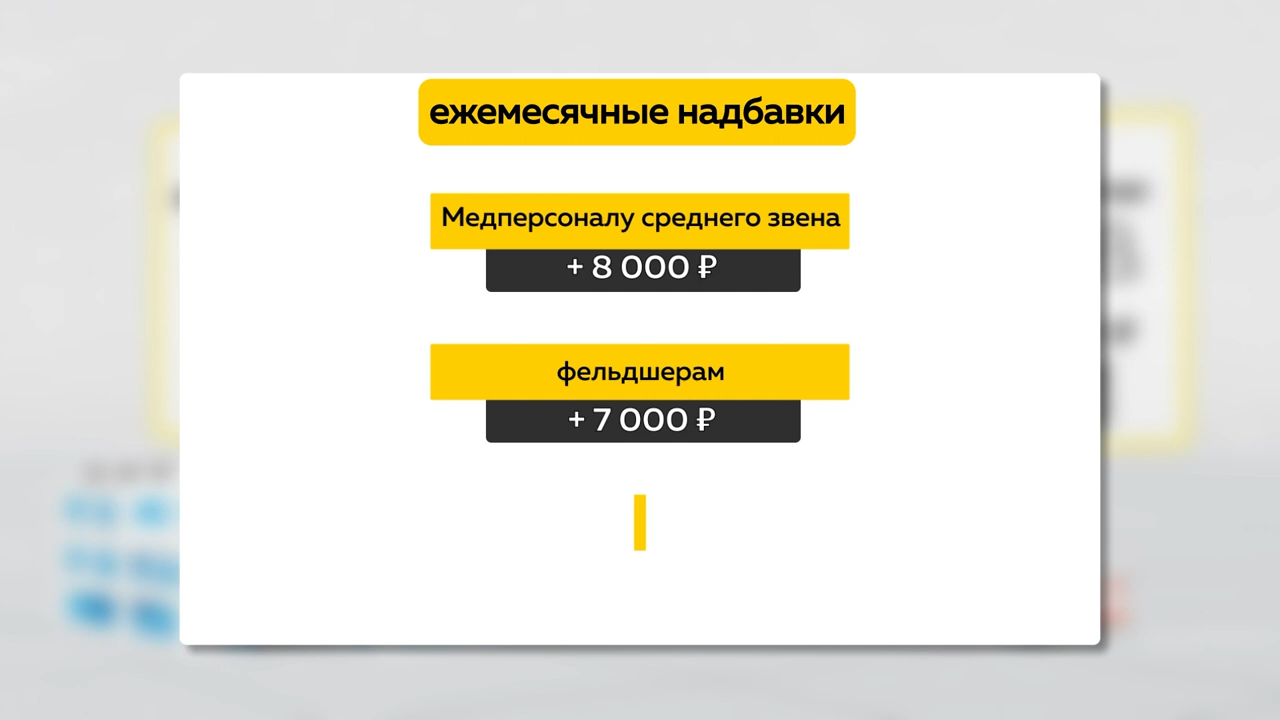 ежемесячные надбавки
Медперсоналу среднего звена
+ 8 000 ₽
фельдшерам
+ 7 000 ₽